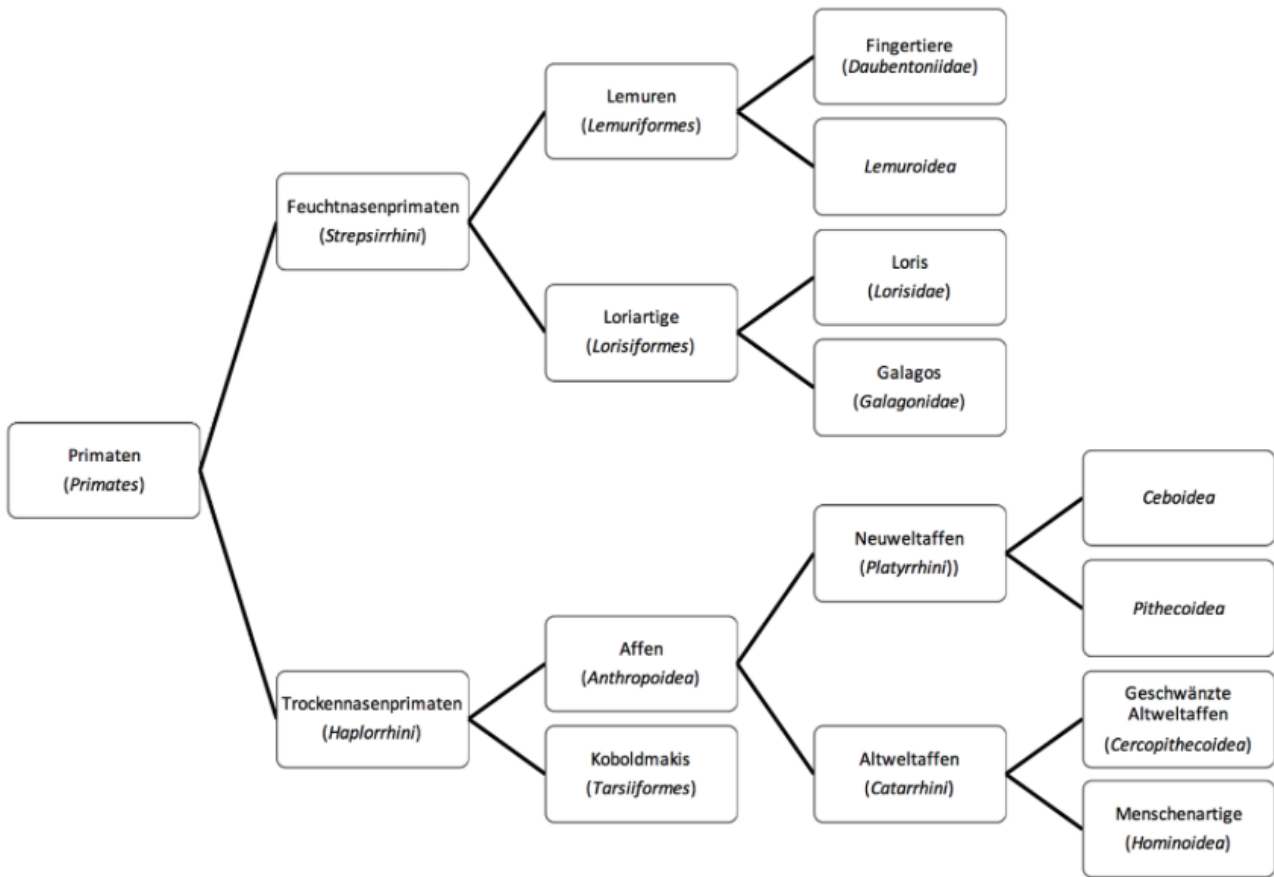 Primaten
(Primates)
Feuchtnasenprimaten
(Strepsirrhini)
Lemuren
(Lemuriformes)
Fingertiere
(Daubentoniidae)
Lemuroidea
Loriartige
(Lorisiformes)
Loris
(Lorisidae)
Galagos
(Galagonidae)
Trockennasenprimaten
(Haplorrhini)
Affen
(Anthropoidea)
Neuweltaffen
(Platyrrhini))
Ceboidea
Pithecoidea
Altweltaffen
(Catarrhini)
Geschwänzte
Altweltaffen
(Cercopithecoidea)
Menschenartige
(Hominoidea)
Koboldmakis
(Tarsiiformes)